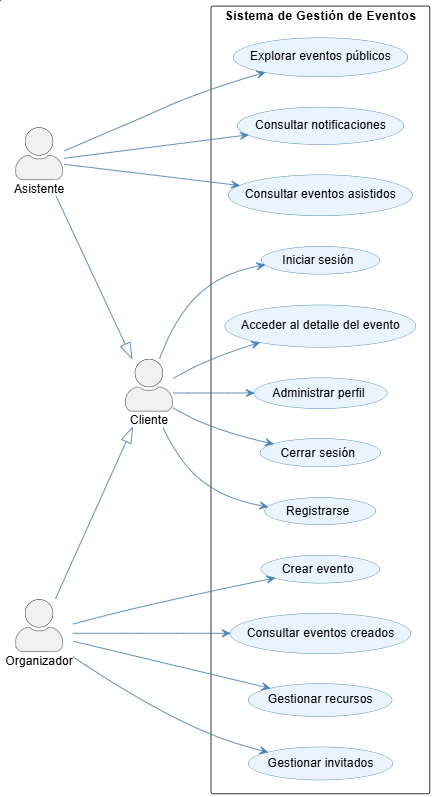 Sistema de Gestión de Eventos
Explorar eventos públicos
Consultar notificaciones
Asistente
Consultar eventos asistidos
Iniciar sesión
Acceder al detalle del evento
Administrar perfil
Cliente
Cerrar sesión
Registrarse
Crear evento
Consultar eventos creados
Organizador
Gestionar recursos
Gestionar invitados